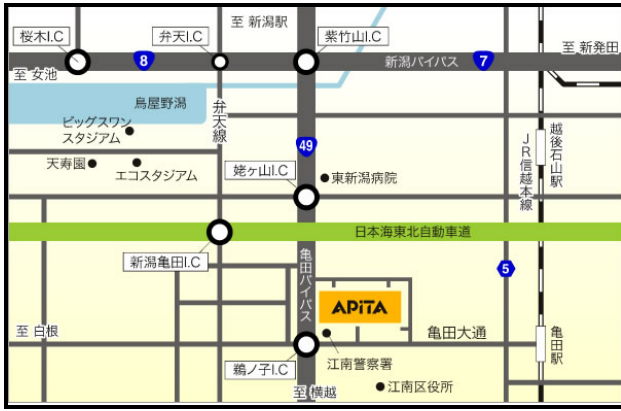 至 新潟駅
桜木I.C
弁天I.C
紫竹山I.C
至 新発田
8
新潟バイパス
7
至 女池
鳥屋野潟
弁天線
ビッグスワン
スタジアム
49
JR信越本線
越後石山駅
天寿園
エコスタジアム
姥ヶ山I.C
東新潟病院
日本海東北自動車道
新潟亀田I.C
亀田バイパス
5
APiTA
至 白根
亀田大通
亀田駅
江南警察署
鵜ノ子I.C
至 横越
江南区役所